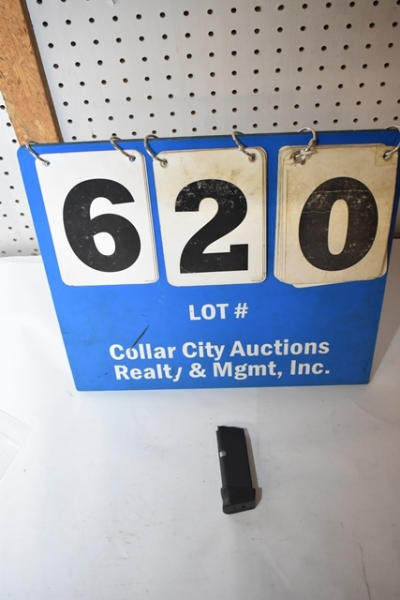 620
LOT #
Collar City Auctions
Realty & Mgmt, Inc.